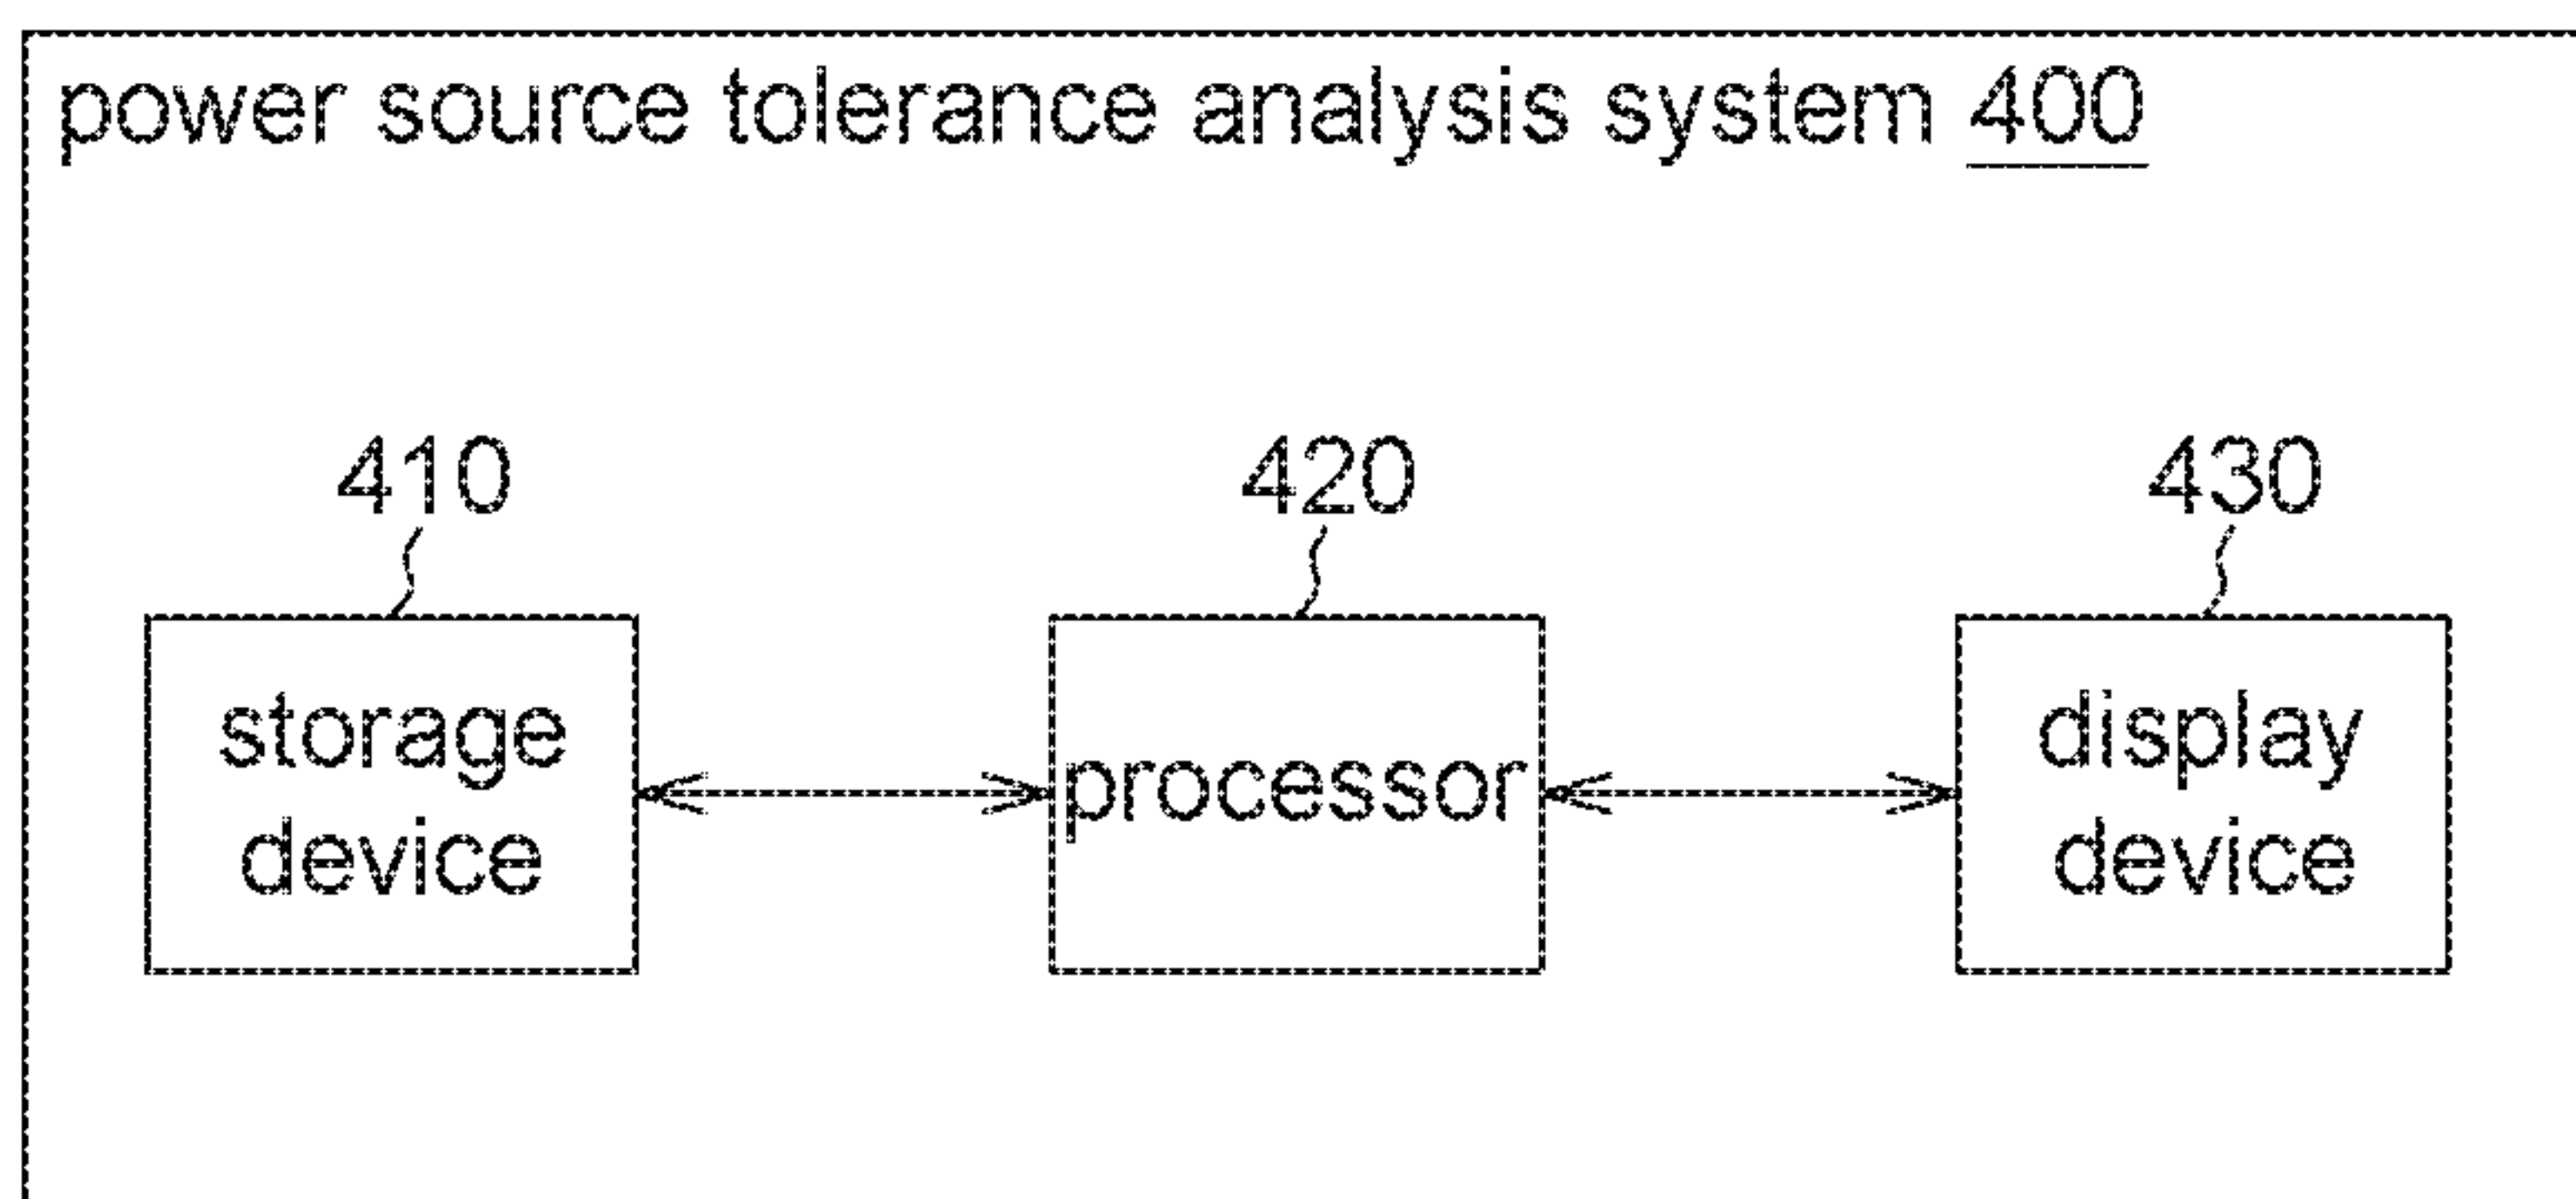 power source tolerance analysis system 400
410
420
430
storage
device
processor
display
device